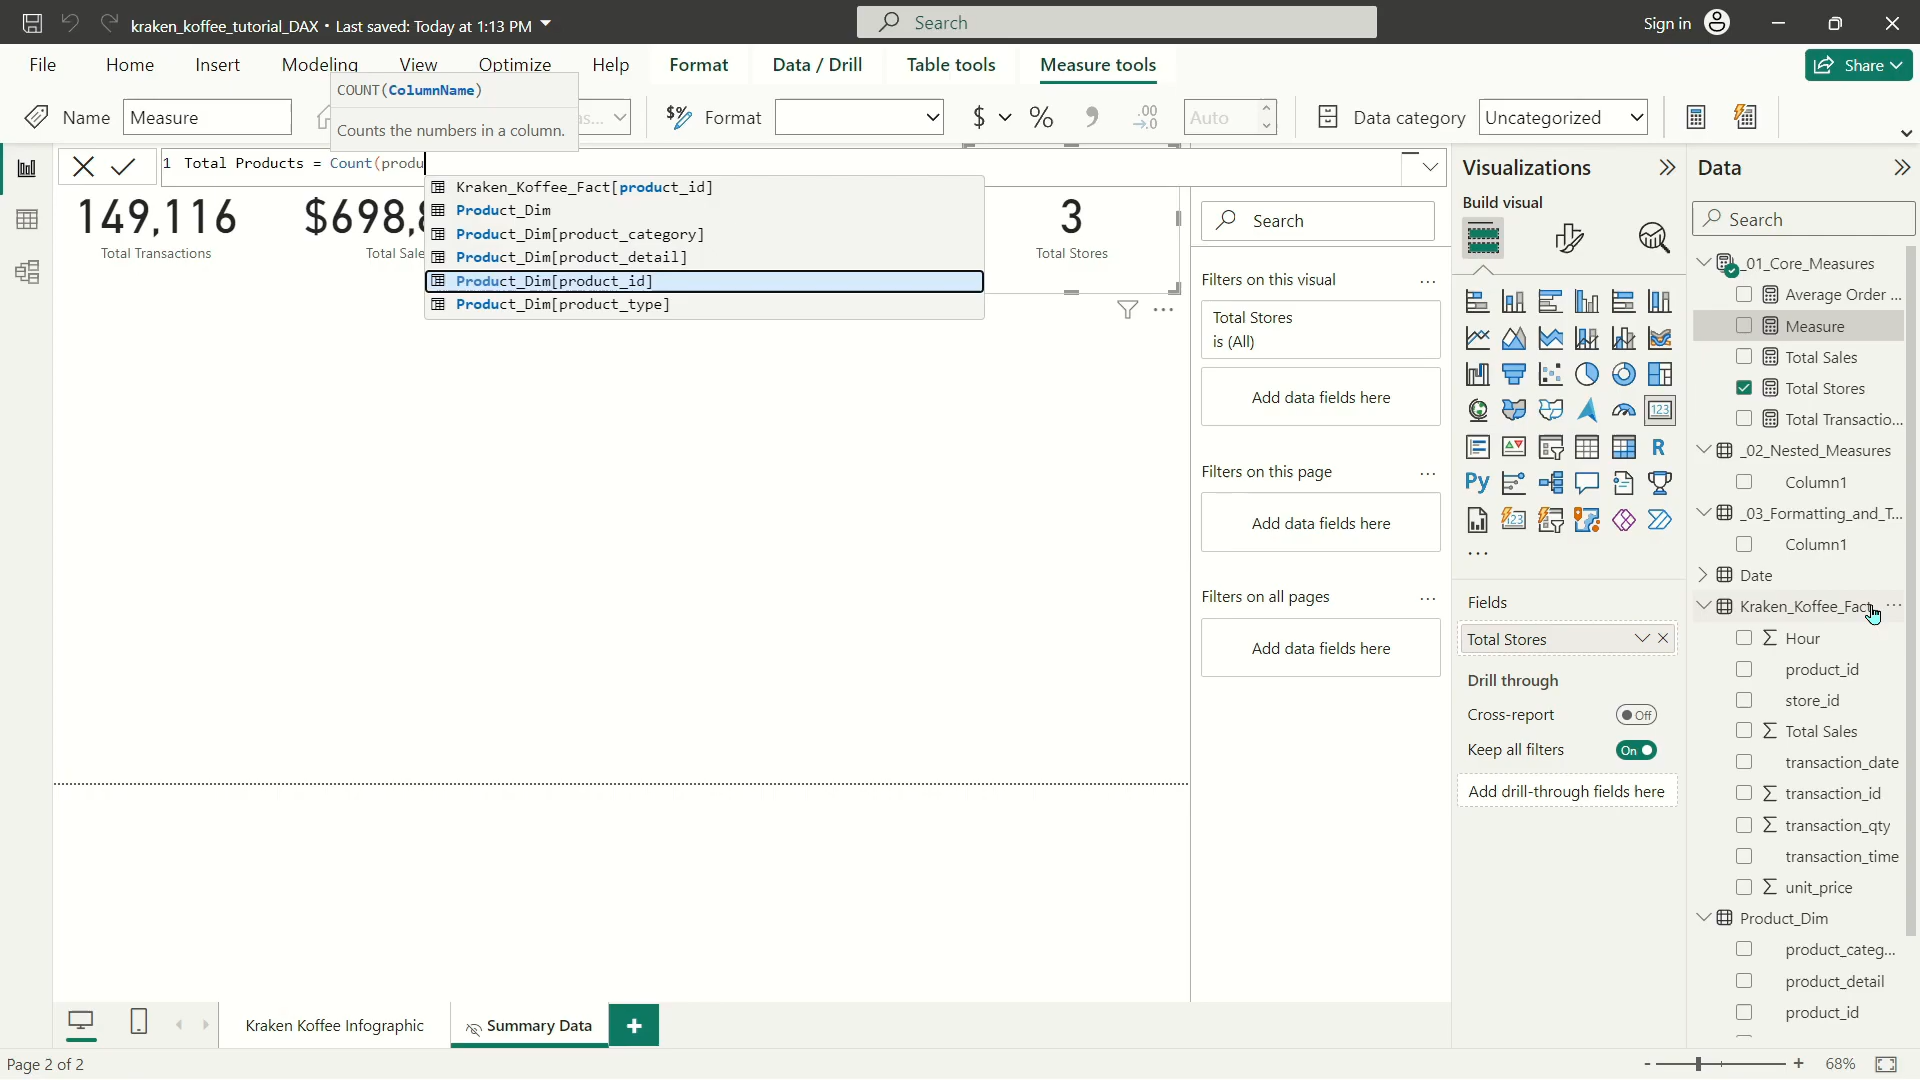 kraken_koffee_tutorial_DAX • Last saved: Today at 1:13 PM
Search
Sign in
File
Home
Insert
Modeling
View
Optimize
Help
Format
Data / Drill
Table tools
Measure tools
Share
Name
Measure
COUNT(ColumnName)
Counts the numbers in a column.
Format
$
%
Auto
Data category
Uncategorized
1 Total Products = Count(produ
Kraken_Koffee_Fact[product_id]
Product_Dim
Product_Dim[product_category]
Product_Dim[product_detail]
Product_Dim[product_id]
Product_Dim[product_type]
149,116
Total Transactions
$698,
Total Sale
3
Total Stores
Search
Filters on this visual
Total Stores
is (All)
Add data fields here
Filters on this page
Add data fields here
Filters on all pages
Add data fields here
Visualizations
Build visual
123
R
Py
123
Fields
Total Stores
Drill through
Cross-report
Off
Keep all filters
On
Add drill-through fields here
Data
Search
_01_Core_Measures
Average Order ...
Measure
Total Sales
Total Stores
Total Transactio...
_02_Nested_Measures
Column1
_03_Formatting_and_T...
Column1
Date
Kraken_Koffee_Fact
Hour
product_id
store_id
Total Sales
transaction_date
transaction_id
transaction_qty
transaction_time
unit_price
Product_Dim
product_categ...
product_detail
product_id
Kraken Koffee Infographic
Summary Data
Page 2 of 2
68%